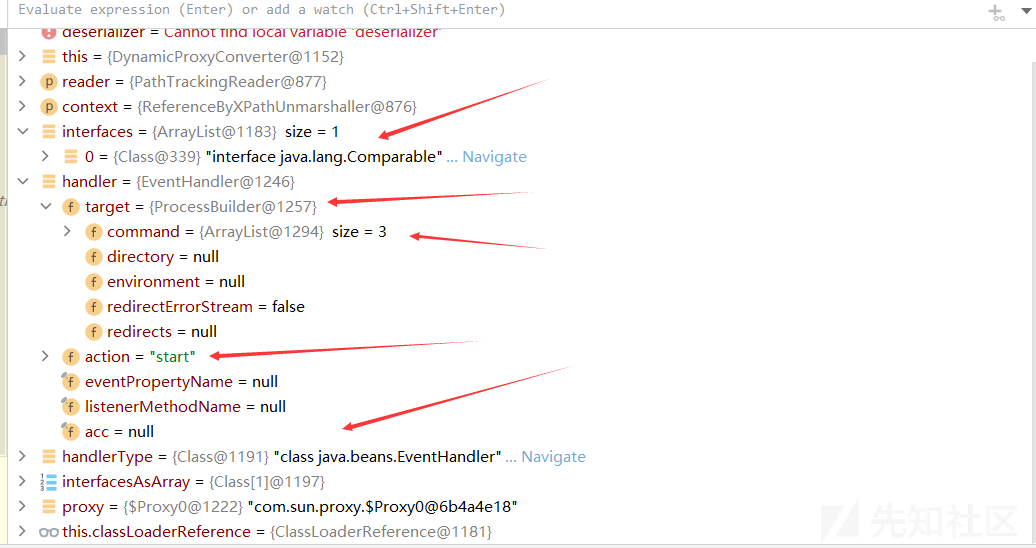 Evaluate expression (Enter) or add a watch (Ctrl+Shift+Enter)
deserializer = Cannot find local variable 'deserializer'
this = {DynamicProxyConverter@1152}
p reader = {PathTrackingReader@877}
p context = {ReferenceByXPathUnmarshaller@876}
interfaces = {ArrayList@1183} size = 1
0 = {Class@339} "interface java.lang.Comparable" ... Navigate
handler = {EventHandler@1246}
f target = {ProcessBuilder@1257}
f command = {ArrayList@1294} size = 3
f directory = null
f environment = null
f redirectErrorStream = false
f redirects = null
f action = "start"
f eventPropertyName = null
f listenerMethodName = null
f acc = null
handlerType = {Class@1191} "class java.beans.EventHandler" ... Navigate
interfacesAsArray = {Class[1]@1197}
proxy = {$Proxy0@1222} "com.sun.proxy.$Proxy0@6b4a4e18"
this.classLoaderReference = {ClassLoaderReference@1181}
先知社区